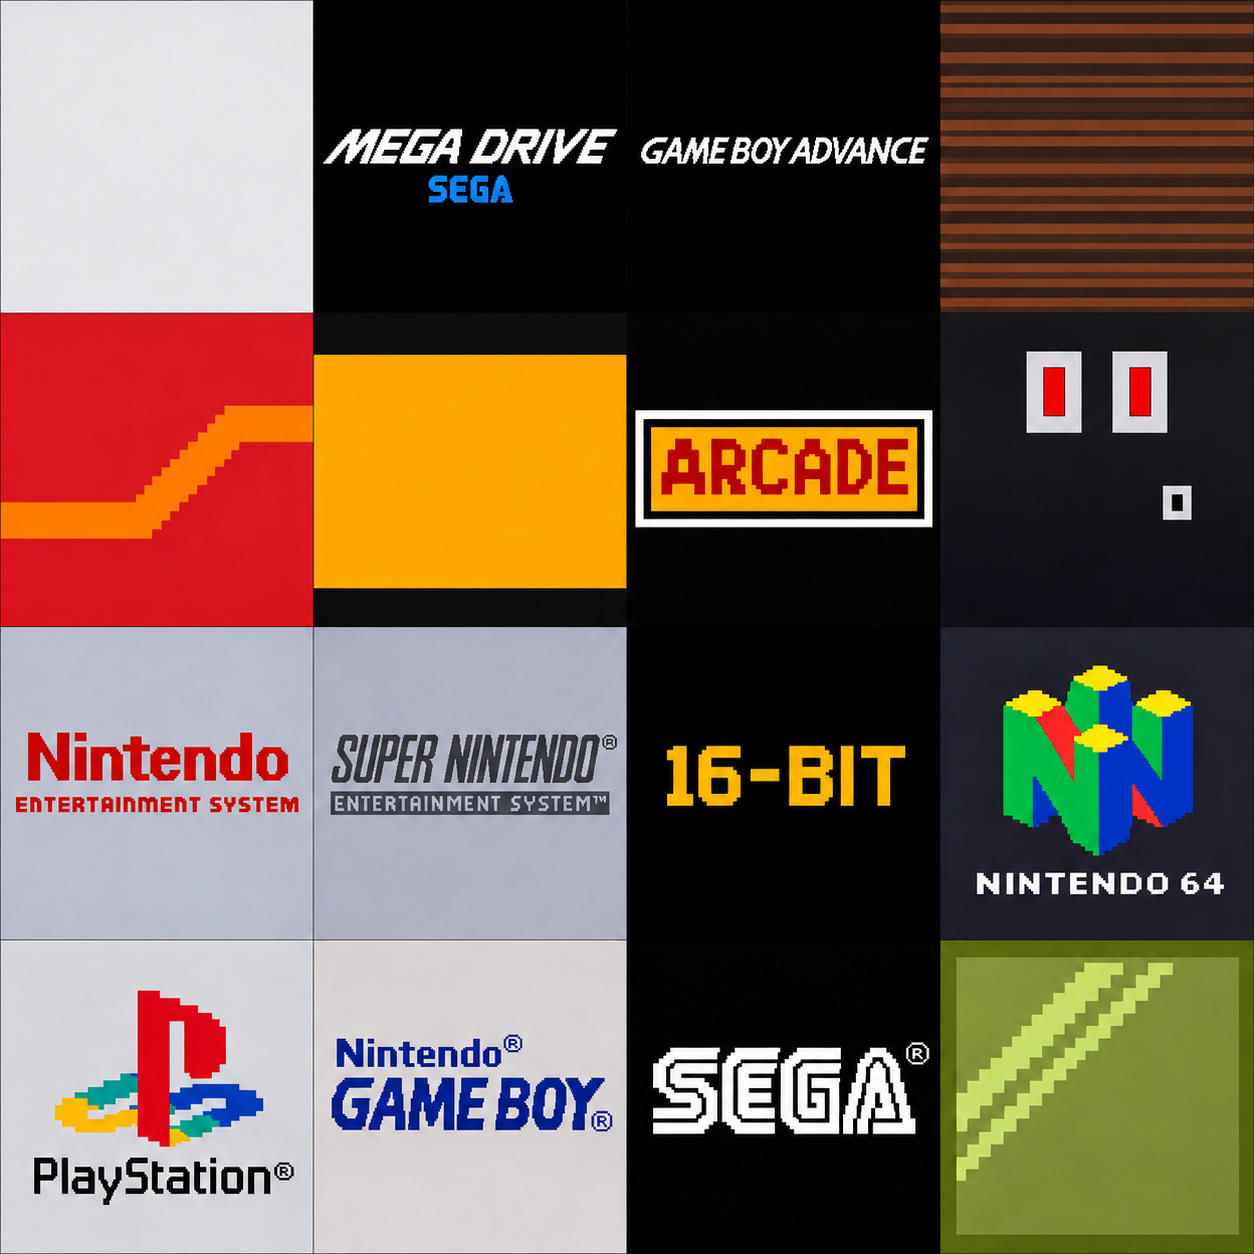 MEGA DRIVE
SEGA
GAME BOY ADVANCE
ARCADE
Nintendo
ENTERTAINMENT SYSTEM
SUPER NINTENDO®
ENTERTAINMENT SYSTEM™
16-BIT
NINTENDO 64
PlayStation®
Nintendo®
GAME BOY®
SEGA®